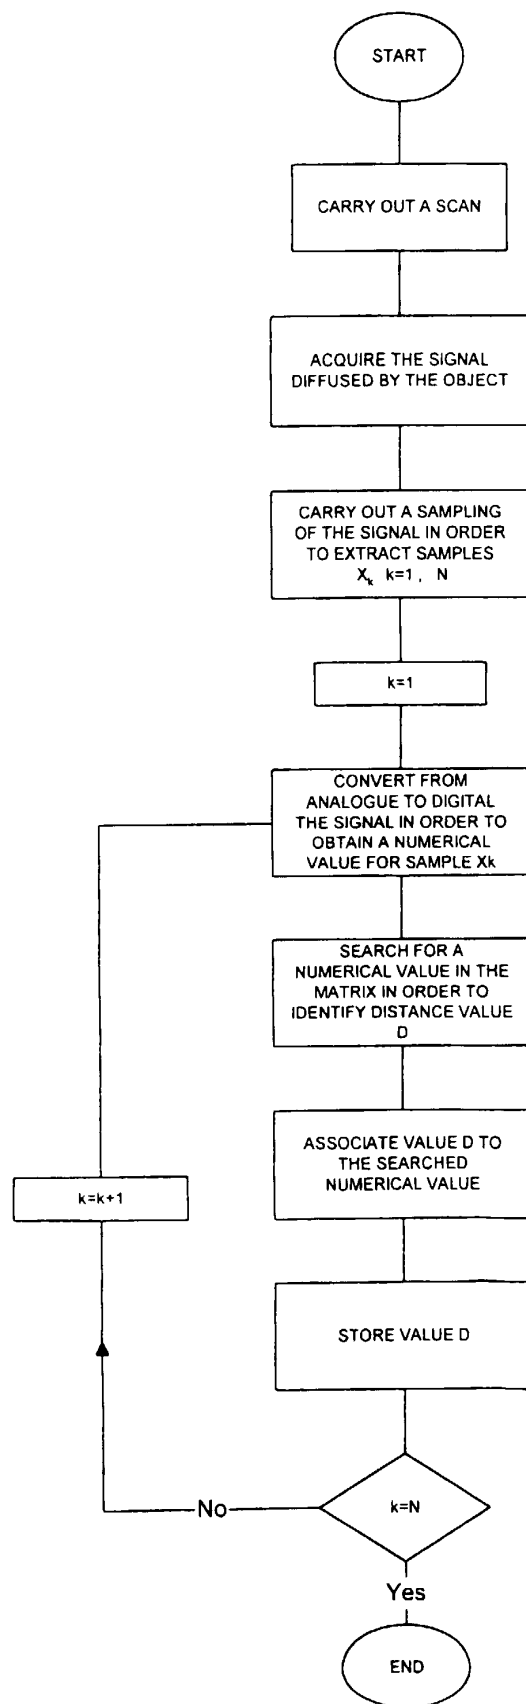 START
CARRY OUT A SCAN
ACQUIRE THE SIGNAL
DIFFUSED BY THE OBJECT
CARRY OUT A SAMPLING
OF THE SIGNAL IN ORDER
TO EXTRACT SAMPLES
Xk k=1 , N
k=1
CONVERT FROM
ANALOGUE TO DIGITAL
THE SIGNAL IN ORDER TO
OBTAIN A NUMERICAL
VALUE FOR SAMPLE Xk
SEARCH FOR A
NUMERICAL VALUE IN THE
MATRIX IN ORDER TO
IDENTIFY DISTANCE VALUE
D
ASSOCIATE VALUE D TO
THE SEARCHED
NUMERICAL VALUE
k=k+1
STORE VALUE D
k=N
No
Yes
END